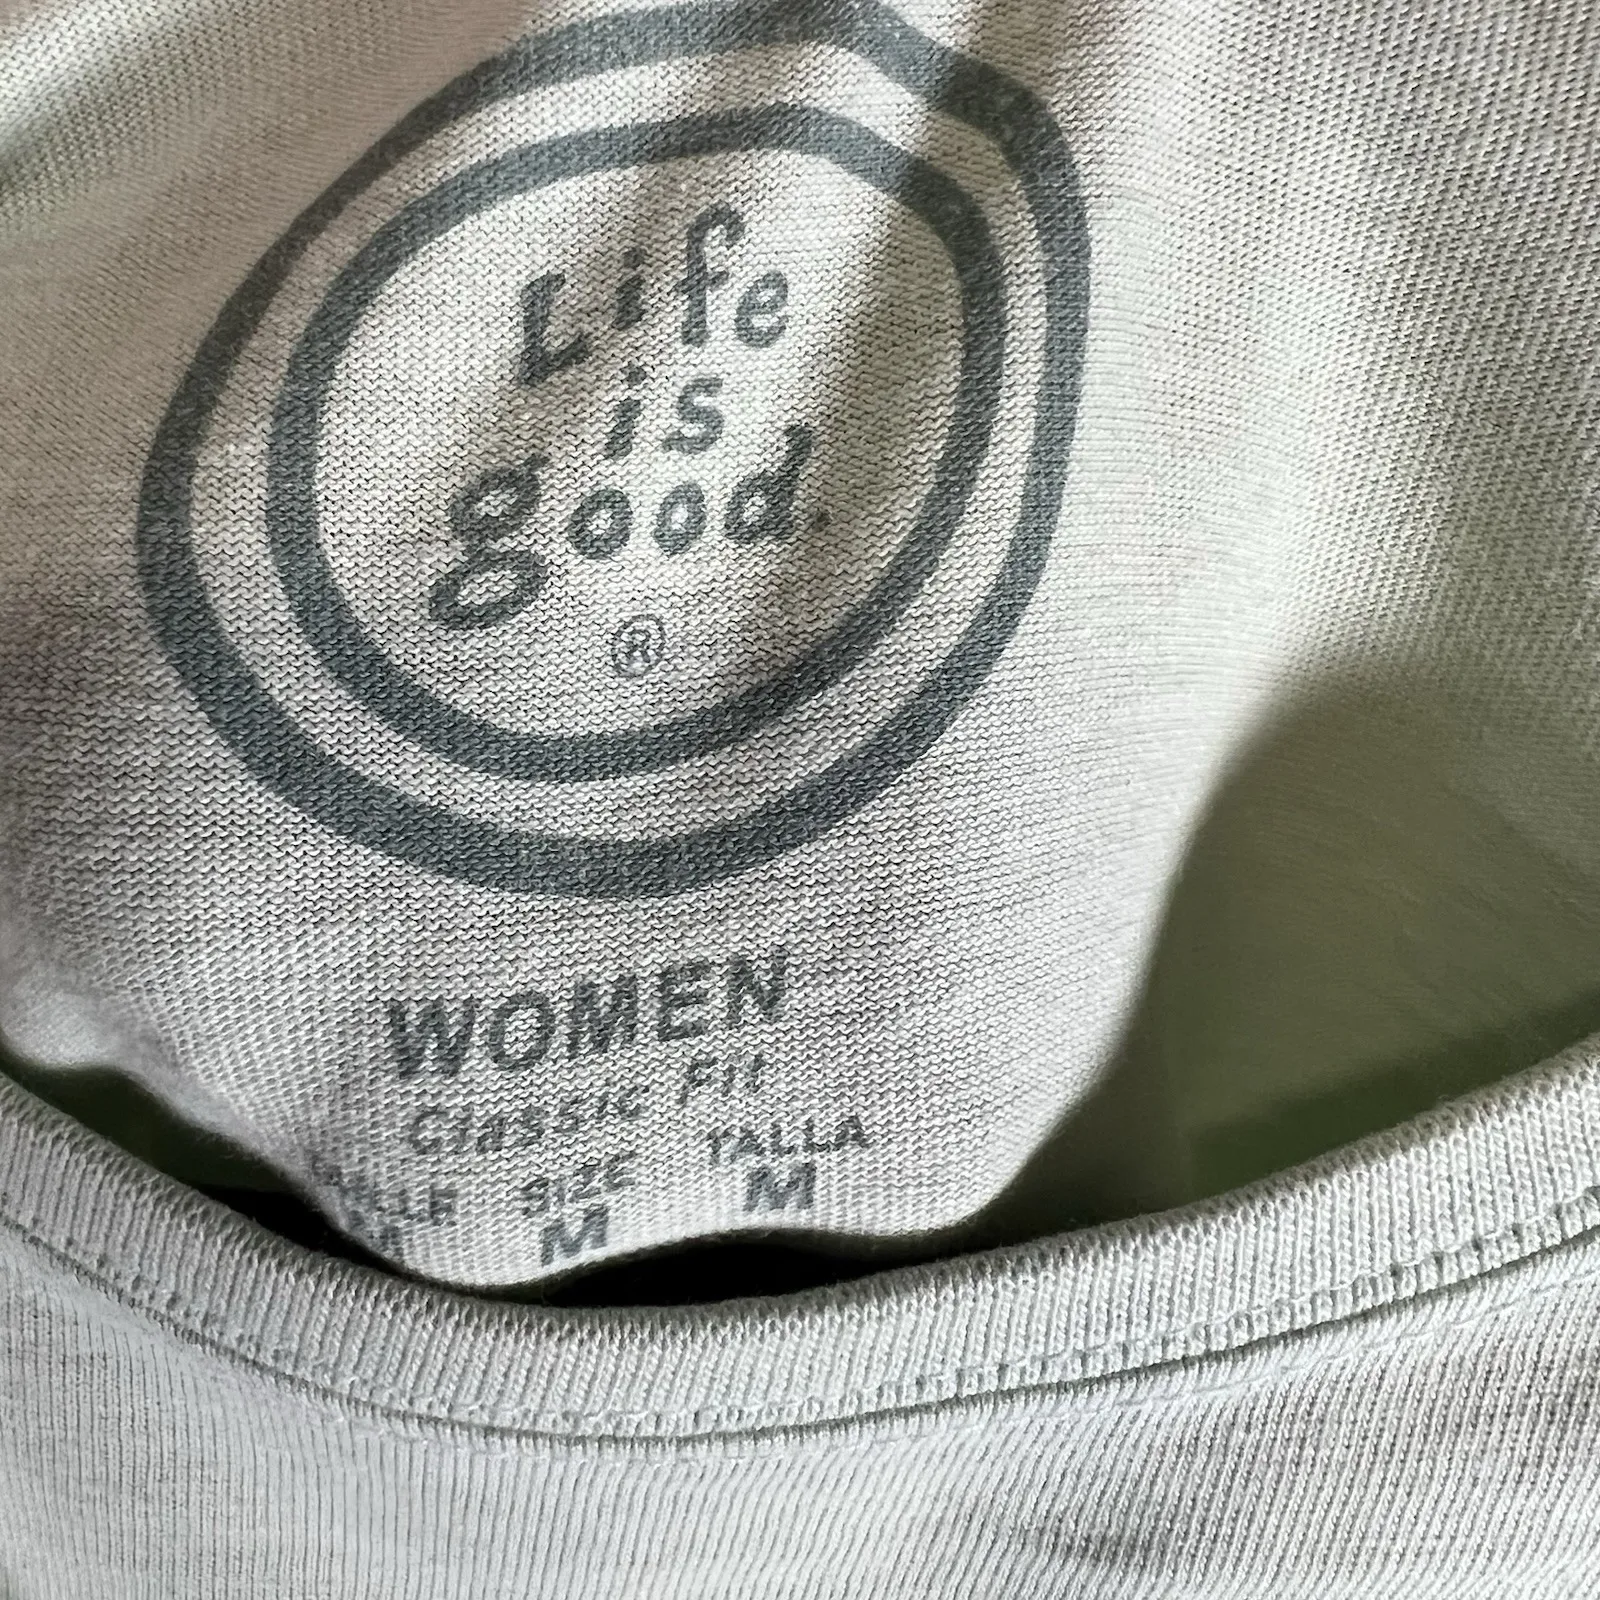 Life
is
good.
®
WOMEN
Classic Fit
SIZE TALLA
M M